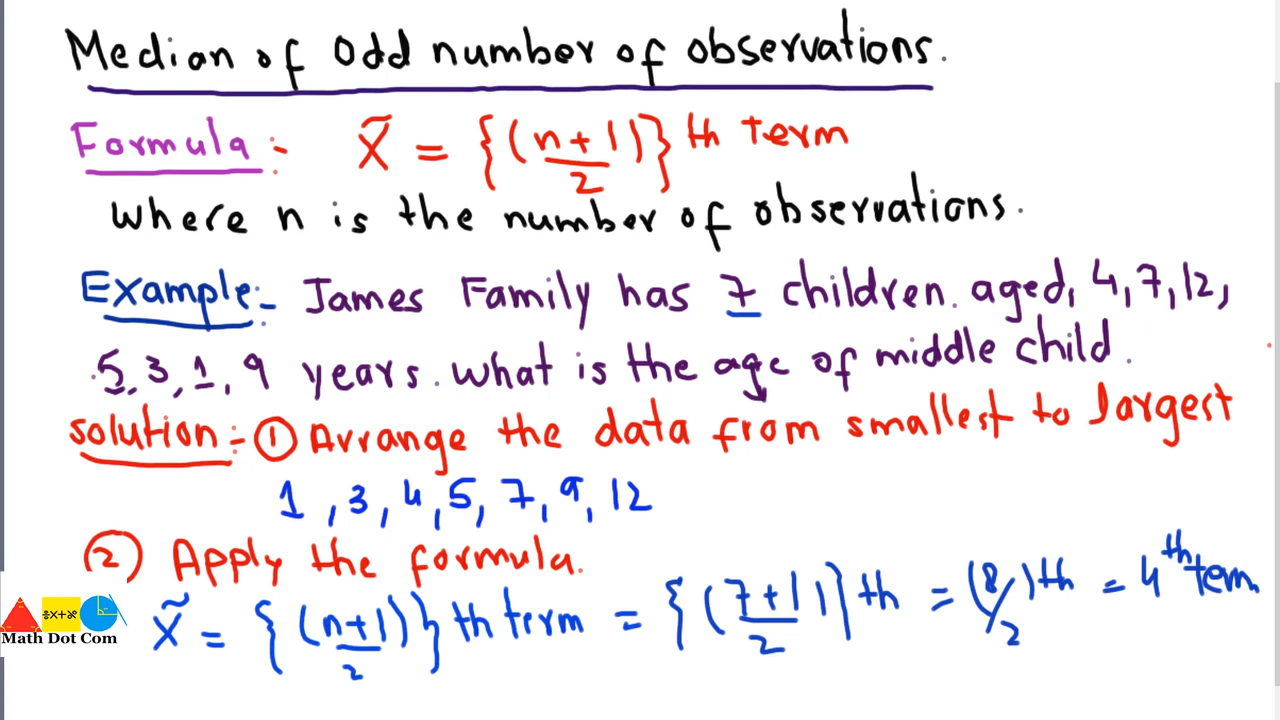 Median of Odd number of observations.
Formula:- X̃ = {(n+1)/2}th term
where n is the number of observations.
Example:- James Family has 7 children. aged, 4, 7, 12,
5, 3, 1, 9 years. what is the age of middle child.
solution:- ① Arrange the data from smallest to largest
1, 3, 4, 5, 7, 9, 12
② Apply the formula.
X̃ = {(n+1)/2}th term = {(7+1)/2}th = (8/2)th = 4th term
÷×+≥
Math Dot Com